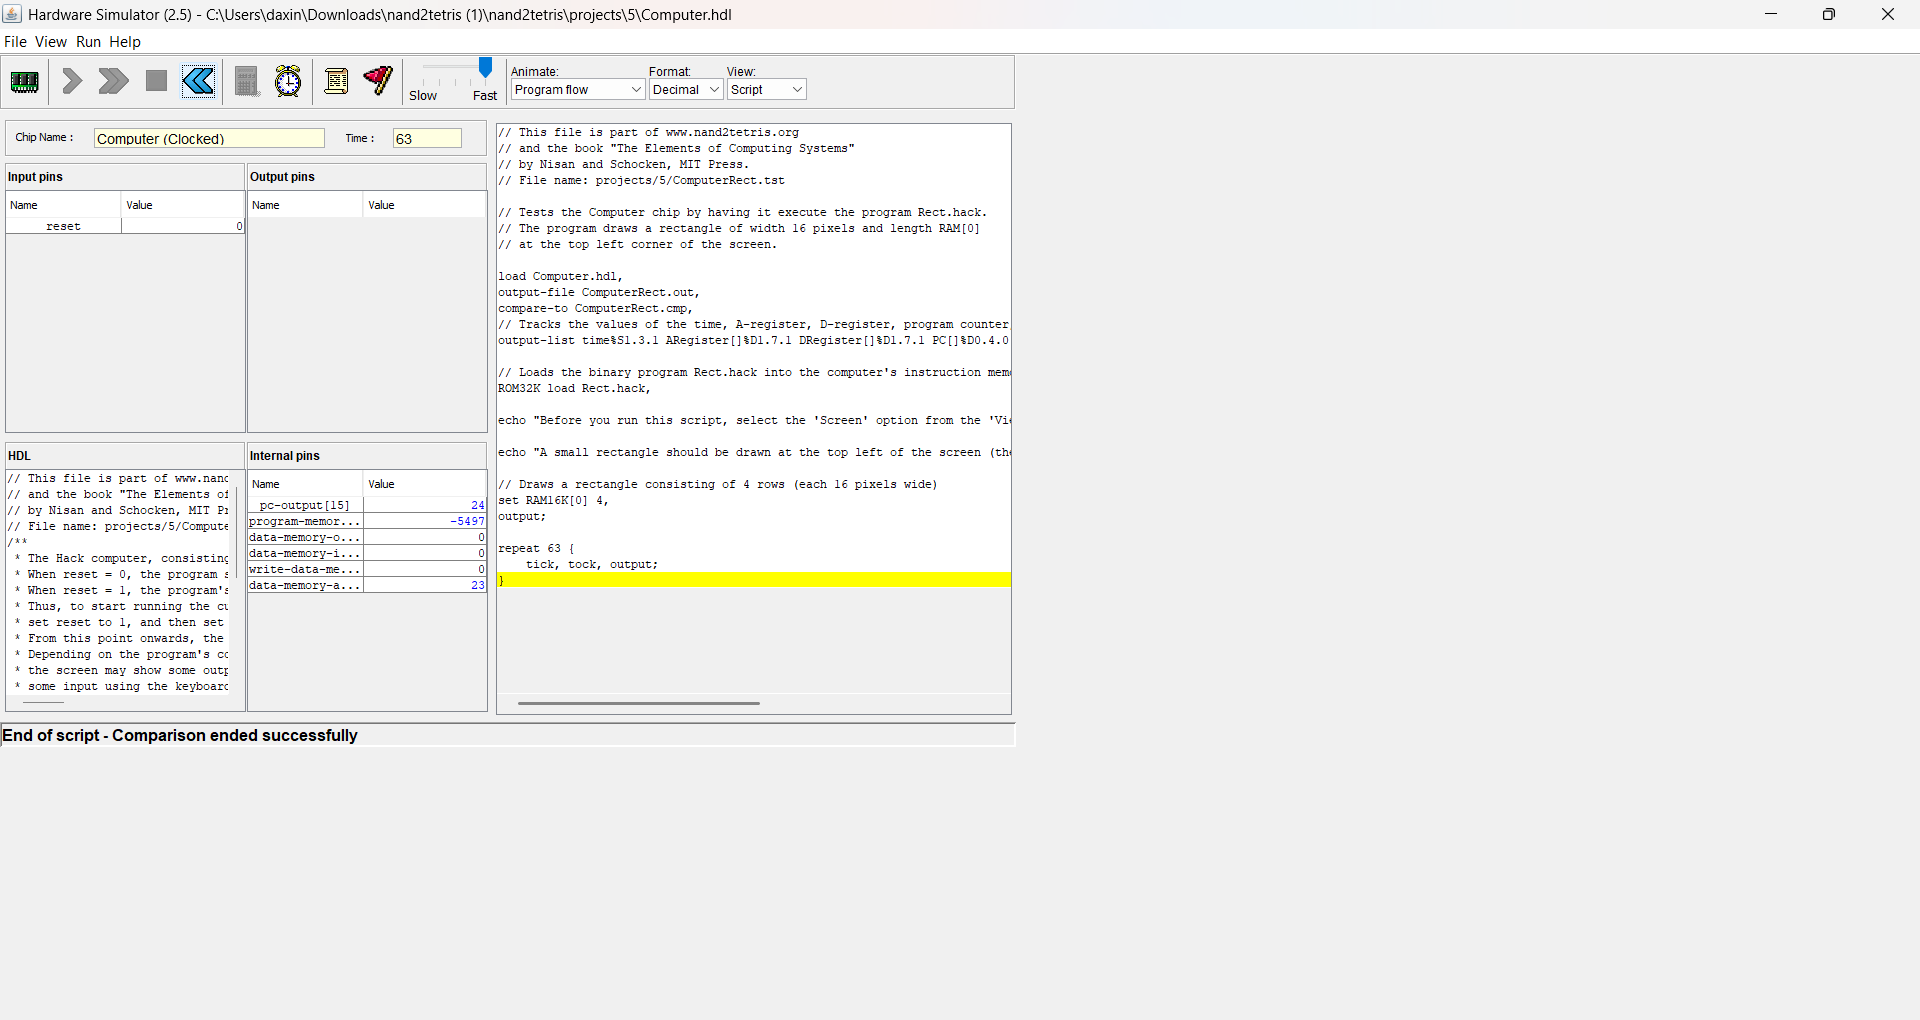 Hardware Simulator (2.5) - C:\Users\daxin\Downloads\nand2tetris (1)\nand2tetris\projects\5\Computer.hdl
File View Run Help
Slow Fast
Animate: Format: View:
Program flow Decimal Script
Chip Name : Computer (Clocked) Time : 63
Input pins
Name Value
reset 0
Output pins
Name Value
HDL
// This file is part of www.nand
// and the book "The Elements of
// by Nisan and Schocken, MIT Pr
// File name: projects/5/Compute
/**
* The Hack computer, consisting
* When reset = 0, the program s
* When reset = 1, the program's
* Thus, to start running the cu
* set reset to 1, and then set
* From this point onwards, the
* Depending on the program's co
* the screen may show some outp
* some input using the keyboard
Internal pins
Name Value
pc-output[15] 24
program-memor... -5497
data-memory-o... 0
data-memory-i... 0
write-data-me... 0
data-memory-a... 23
// This file is part of www.nand2tetris.org
// and the book "The Elements of Computing Systems"
// by Nisan and Schocken, MIT Press.
// File name: projects/5/ComputerRect.tst
// Tests the Computer chip by having it execute the program Rect.hack.
// The program draws a rectangle of width 16 pixels and length RAM[0]
// at the top left corner of the screen.
load Computer.hdl,
output-file ComputerRect.out,
compare-to ComputerRect.cmp,
// Tracks the values of the time, A-register, D-register, program counter,
output-list time%S1.3.1 ARegister[]%D1.7.1 DRegister[]%D1.7.1 PC[]%D0.4.0
// Loads the binary program Rect.hack into the computer's instruction mem
ROM32K load Rect.hack,
echo "Before you run this script, select the 'Screen' option from the 'Vi
echo "A small rectangle should be drawn at the top left of the screen (th
// Draws a rectangle consisting of 4 rows (each 16 pixels wide)
set RAM16K[0] 4,
output;
repeat 63 {
tick, tock, output;
}
End of script - Comparison ended successfully